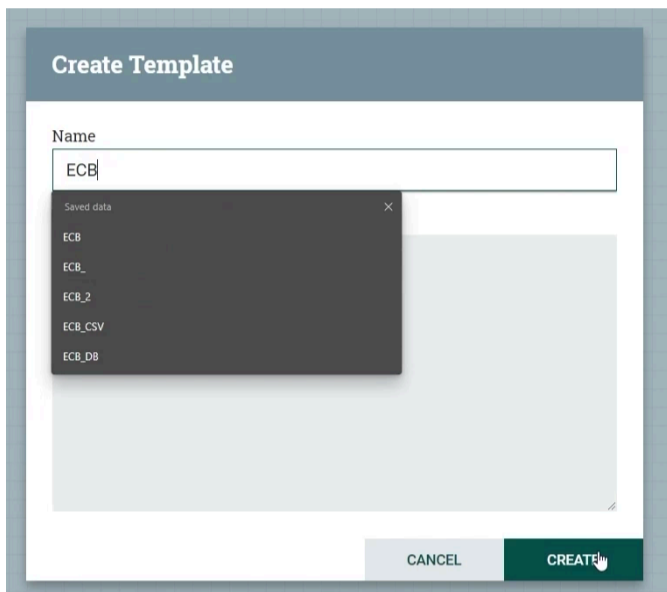 Create Template
Name
ECB
Saved data
ECB
ECB_
ECB_2
ECB_CSV
ECB_DB
CANCEL
CREATE